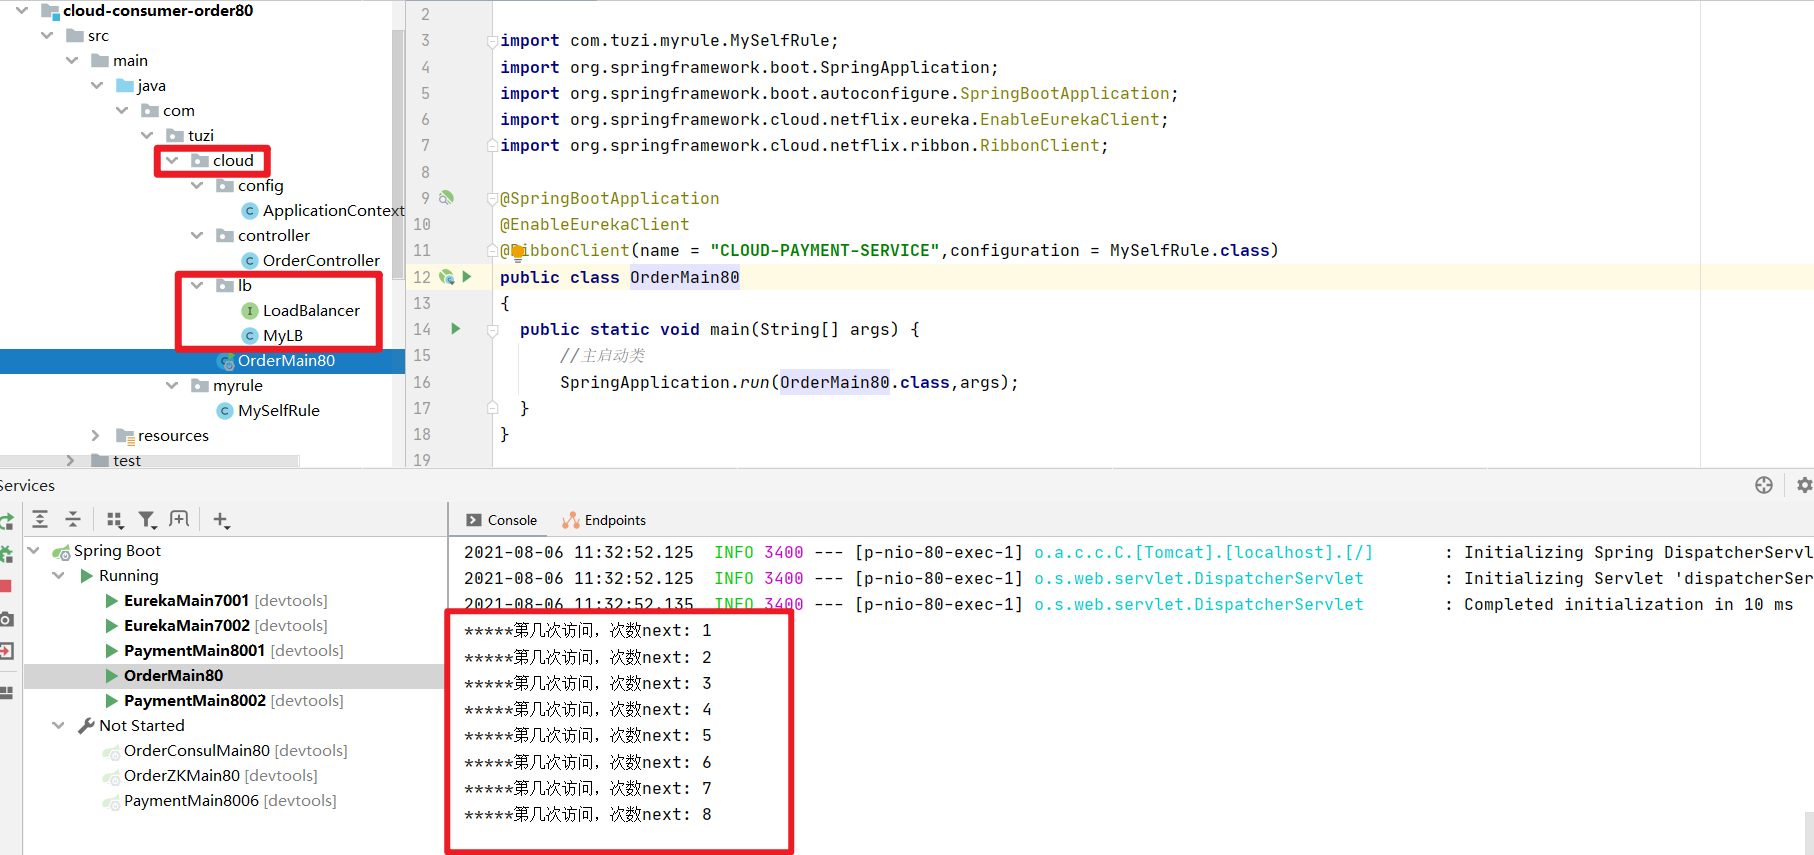 cloud-consumer-order80
src
main
java
com
tuzi
cloud
config
ApplicationContext
controller
OrderController
lb
LoadBalancer
MyLB
OrderMain80
myrule
MySelfRule
resources
test
2
3 import com.tuzi.myrule.MySelfRule;
4 import org.springframework.boot.SpringApplication;
5 import org.springframework.boot.autoconfigure.SpringBootApplication;
6 import org.springframework.cloud.netflix.eureka.EnableEurekaClient;
7 import org.springframework.cloud.netflix.ribbon.RibbonClient;
8
9 @SpringBootApplication
10 @EnableEurekaClient
11 @RibbonClient(name = "CLOUD-PAYMENT-SERVICE",configuration = MySelfRule.class)
12 public class OrderMain80
13 {
14 public static void main(String[] args) {
15 //主启动类
16 SpringApplication.run(OrderMain80.class,args);
17 }
18 }
19
Services
Spring Boot
Running
EurekaMain7001 [devtools]
EurekaMain7002 [devtools]
PaymentMain8001 [devtools]
OrderMain80
PaymentMain8002 [devtools]
Not Started
OrderConsulMain80 [devtools]
OrderZKMain80 [devtools]
PaymentMain8006 [devtools]
Console Endpoints
2021-08-06 11:32:52.125 INFO 3400 --- [p-nio-80-exec-1] o.a.c.c.C.[Tomcat].[localhost].[/] : Initializing Spring DispatcherServl
2021-08-06 11:32:52.125 INFO 3400 --- [p-nio-80-exec-1] o.s.web.servlet.DispatcherServlet : Initializing Servlet 'dispatcherSer
2021-08-06 11:32:52.135 INFO 3400 --- [p-nio-80-exec-1] o.s.web.servlet.DispatcherServlet : Completed initialization in 10 ms
*****第几次访问，次数next: 1
*****第几次访问，次数next: 2
*****第几次访问，次数next: 3
*****第几次访问，次数next: 4
*****第几次访问，次数next: 5
*****第几次访问，次数next: 6
*****第几次访问，次数next: 7
*****第几次访问，次数next: 8